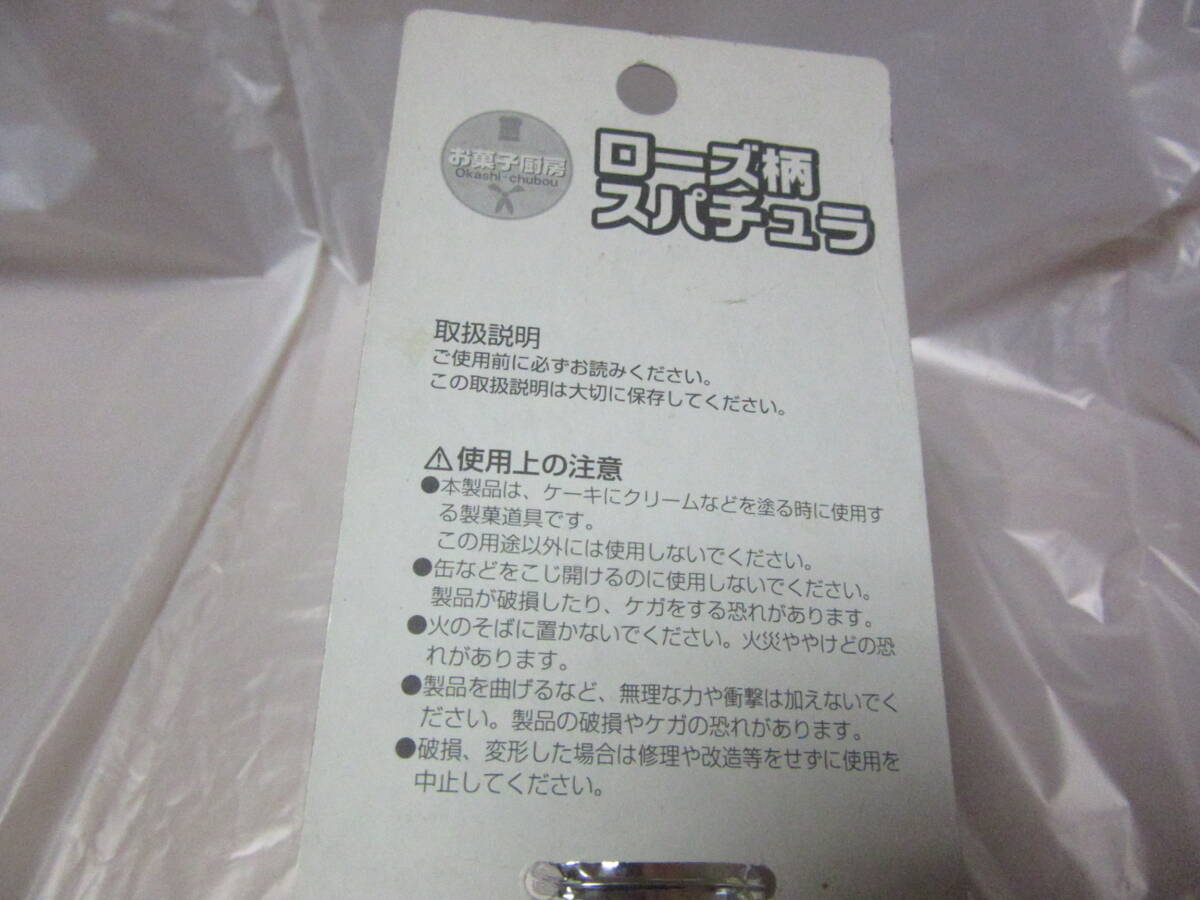 お菓子厨房
Okashi-chubou
ローズ柄
スパチュラ
取扱説明
ご使用前に必ずお読みください。
この取扱説明は大切に保存してください。
⚠使用上の注意
●本製品は、ケーキにクリームなどを塗る時に使用す
る製菓道具です。
この用途以外には使用しないでください。
●缶などをこじ開けるのに使用しないでください。
製品が破損したり、ケガをする恐れがあります。
●火のそばに置かないでください。火災ややけどの恐
れがあります。
●製品を曲げるなど、無理な力や衝撃は加えないでく
ださい。製品の破損やケガの恐れがあります。
●破損、変形した場合は修理や改造等をせずに使用を
中止してください。